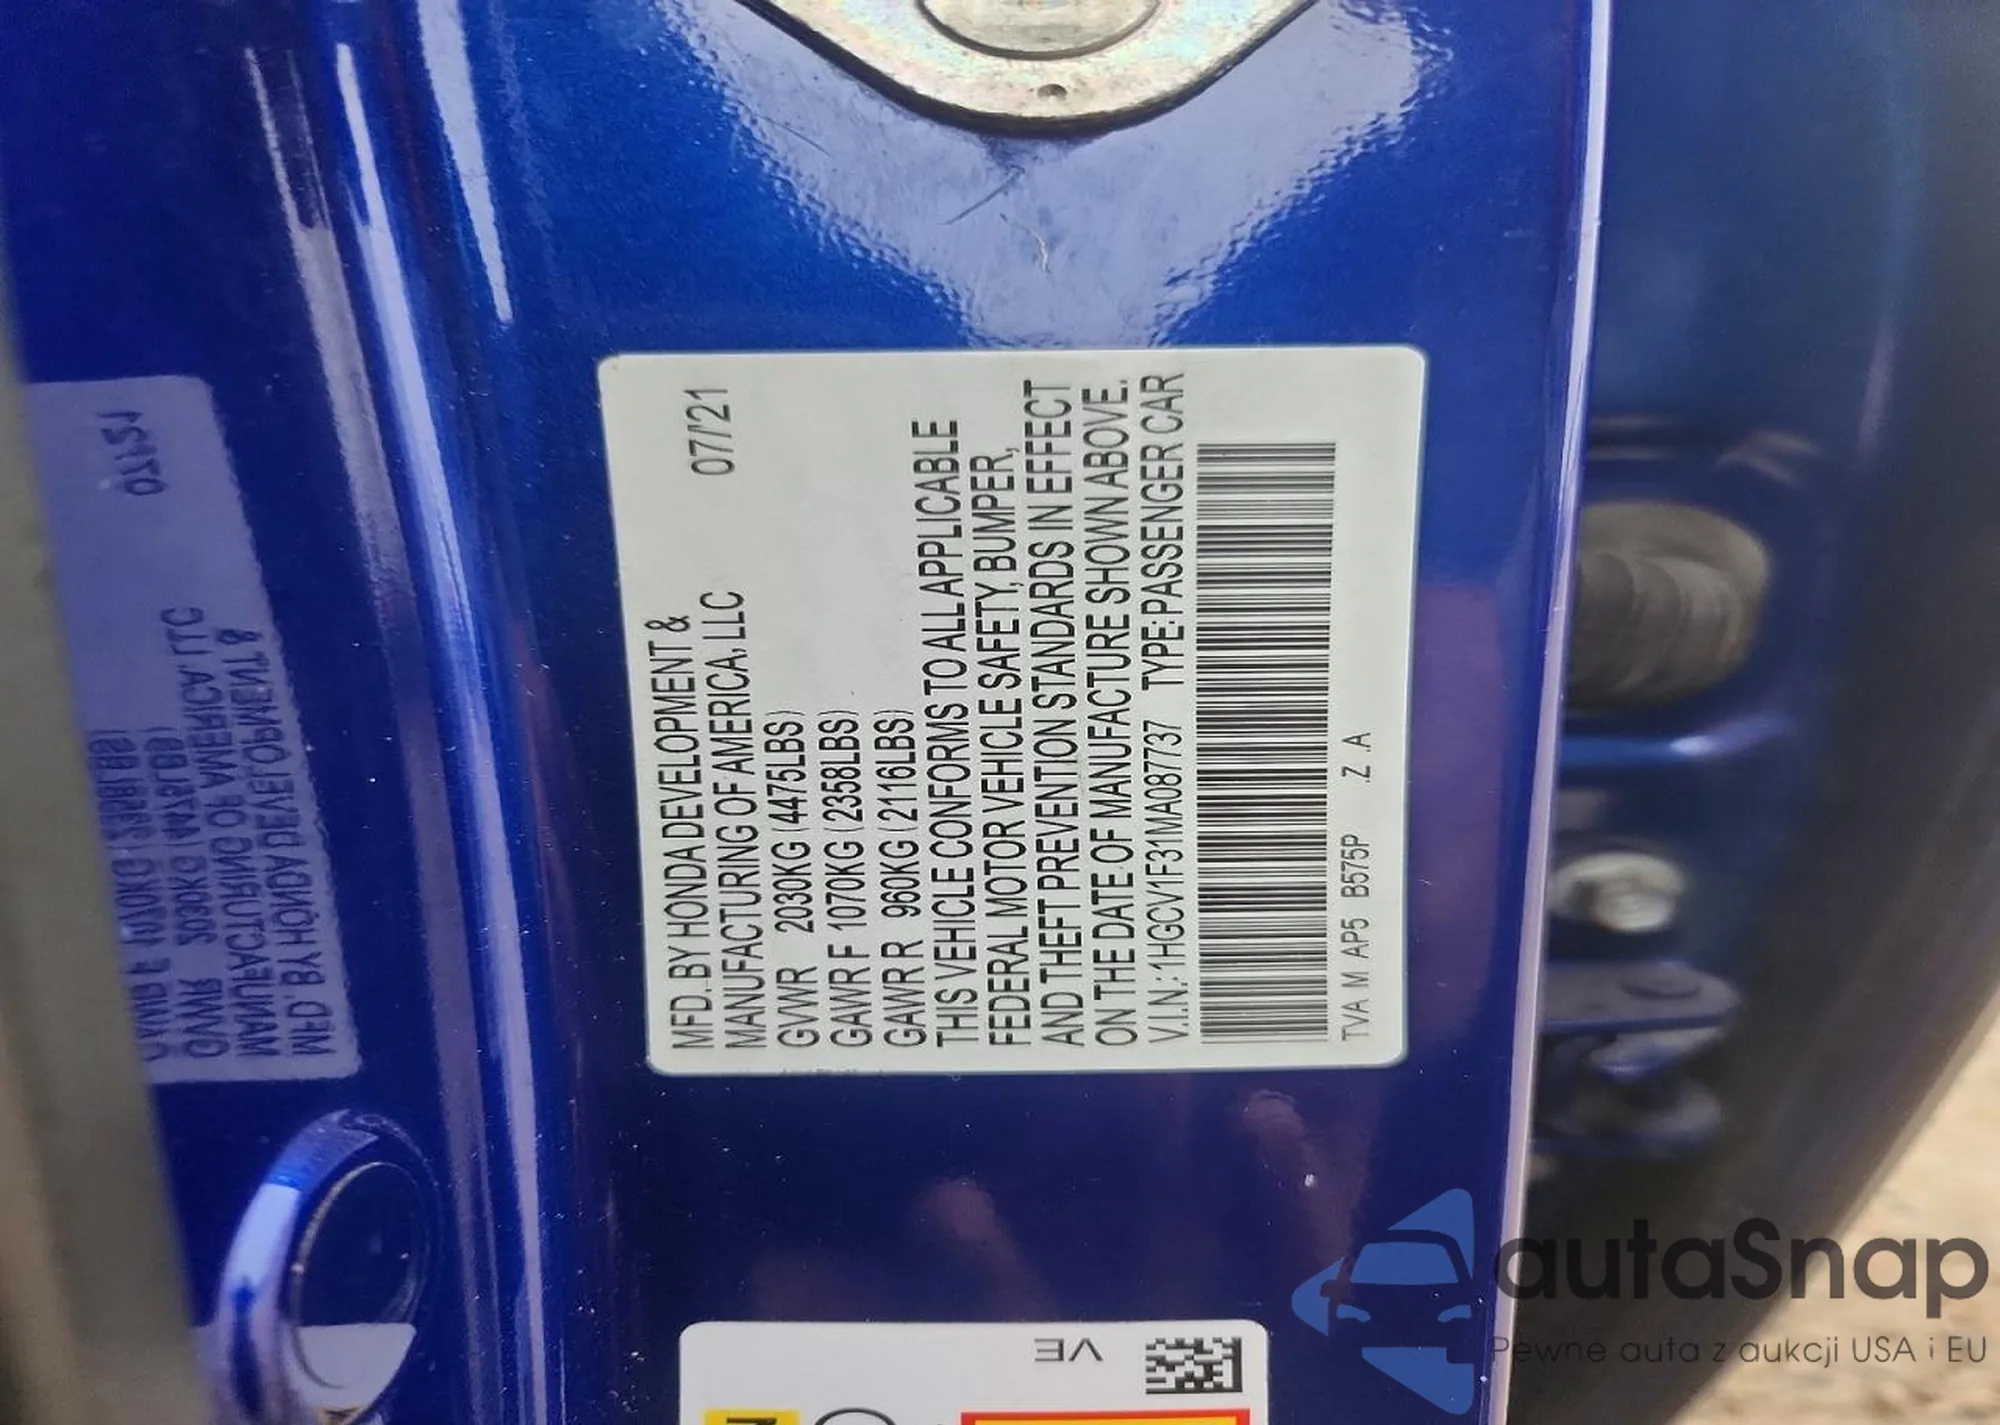 MFD. BY HONDA DEVELOPMENT &
MANUFACTURING OF AMERICA, LLC 07/21
GVWR 2030KG (4475LBS)
GAWR F 1070KG (2358LBS)
GAWR R 960KG (2116LBS)
THIS VEHICLE CONFORMS TO ALL APPLICABLE
FEDERAL MOTOR VEHICLE SAFETY, BUMPER,
AND THEFT PREVENTION STANDARDS IN EFFECT
ON THE DATE OF MANUFACTURE SHOWN ABOVE.
V.I.N.: 1HGCV1F31MA087737 TYPE: PASSENGER CAR
TVA M AP5 B575P .Z .A
VE
autaSnap
Pewne auta z aukcji USA i EU